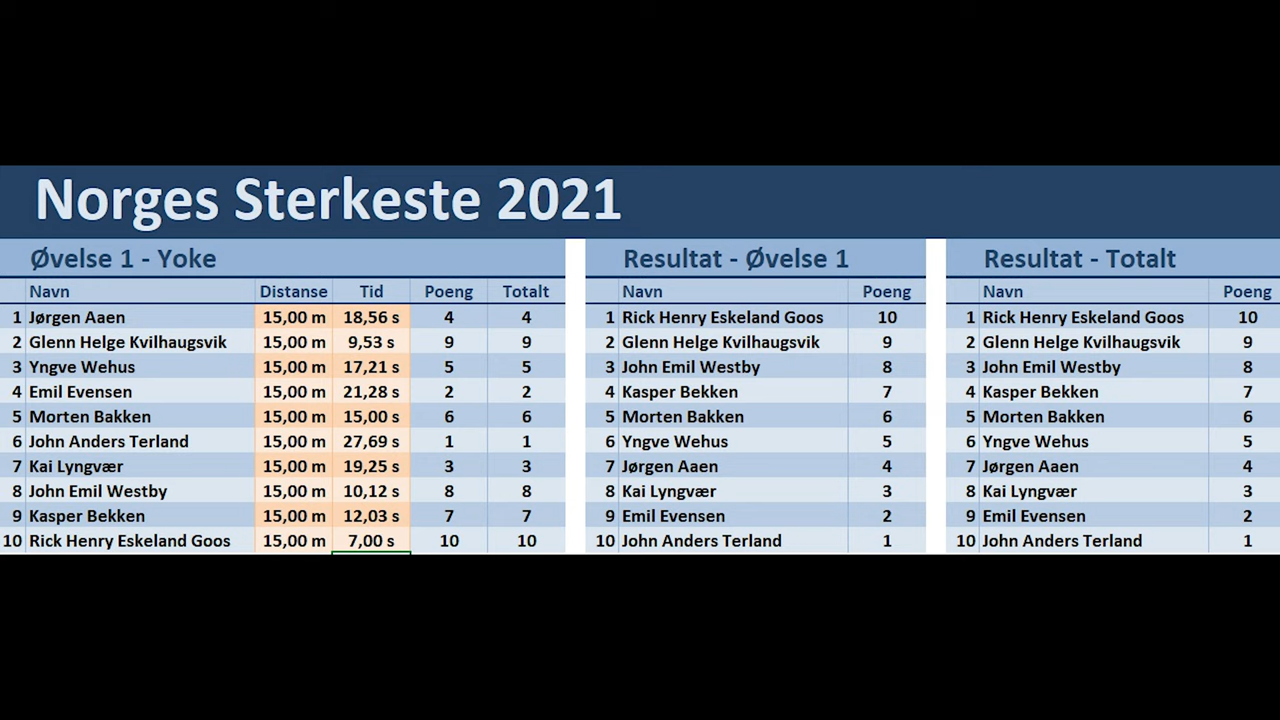 Norges Sterkeste 2021
Øvelse 1 - Yoke
Navn Distanse Tid Poeng Totalt
1 Jørgen Aaen 15,00 m 18,56 s 4 4
2 Glenn Helge Kvilhaugsvik 15,00 m 9,53 s 9 9
3 Yngve Wehus 15,00 m 17,21 s 5 5
4 Emil Evensen 15,00 m 21,28 s 2 2
5 Morten Bakken 15,00 m 15,00 s 6 6
6 John Anders Terland 15,00 m 27,69 s 1 1
7 Kai Lyngvær 15,00 m 19,25 s 3 3
8 John Emil Westby 15,00 m 10,12 s 8 8
9 Kasper Bekken 15,00 m 12,03 s 7 7
10 Rick Henry Eskeland Goos 15,00 m 7,00 s 10 10
Resultat - Øvelse 1
Navn Poeng
1 Rick Henry Eskeland Goos 10
2 Glenn Helge Kvilhaugsvik 9
3 John Emil Westby 8
4 Kasper Bekken 7
5 Morten Bakken 6
6 Yngve Wehus 5
7 Jørgen Aaen 4
8 Kai Lyngvær 3
9 Emil Evensen 2
10 John Anders Terland 1
Resultat - Totalt
Navn Poeng
1 Rick Henry Eskeland Goos 10
2 Glenn Helge Kvilhaugsvik 9
3 John Emil Westby 8
4 Kasper Bekken 7
5 Morten Bakken 6
6 Yngve Wehus 5
7 Jørgen Aaen 4
8 Kai Lyngvær 3
9 Emil Evensen 2
10 John Anders Terland 1